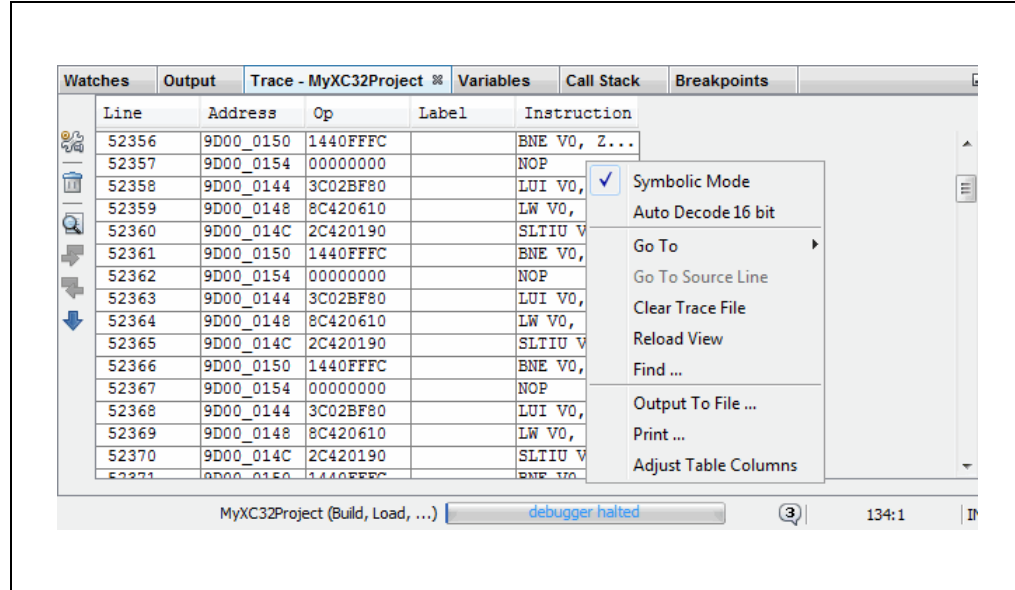 Watches Output Trace - MyXC32Project Variables Call Stack Breakpoints
Line Address Op Label Instruction
52356 9D00_0150 1440FFFC BNE V0, Z...
52357 9D00_0154 00000000 NOP
52358 9D00_0144 3C02BF80 LUI V0,
52359 9D00_0148 8C420610 LW V0,
52360 9D00_014C 2C420190 SLTIU V
52361 9D00_0150 1440FFFC BNE V0,
52362 9D00_0154 00000000 NOP
52363 9D00_0144 3C02BF80 LUI V0,
52364 9D00_0148 8C420610 LW V0,
52365 9D00_014C 2C420190 SLTIU V
52366 9D00_0150 1440FFFC BNE V0,
52367 9D00_0154 00000000 NOP
52368 9D00_0144 3C02BF80 LUI V0,
52369 9D00_0148 8C420610 LW V0,
52370 9D00_014C 2C420190 SLTIU V
52371 9D00_0150 1440FFFC BNE V0
Symbolic Mode
Auto Decode 16 bit
Go To
Go To Source Line
Clear Trace File
Reload View
Find ...
Output To File ...
Print ...
Adjust Table Columns
MyXC32Project (Build, Load, ...) debugger halted 3 134:1